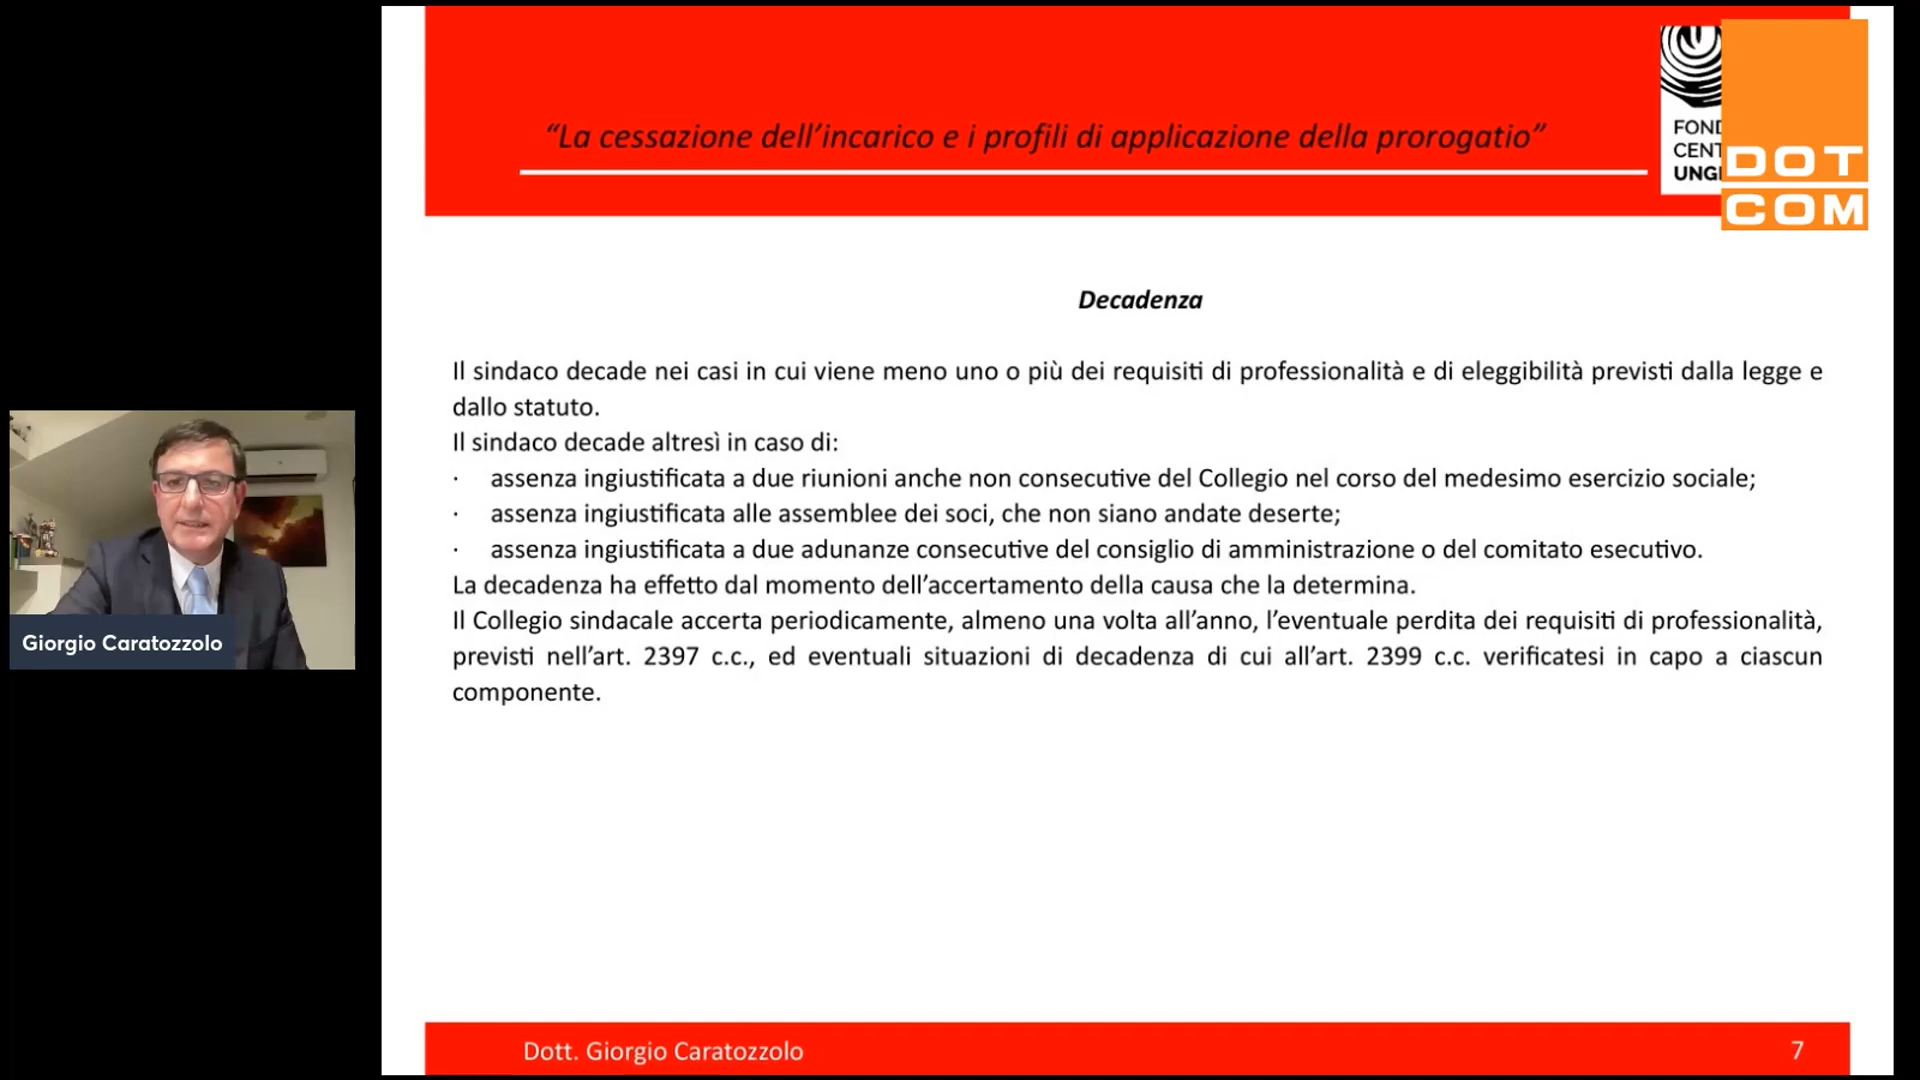 “La cessazione dell’incarico e i profili di applicazione della prorogatio”
UNG
DOT
COM
Decadenza
Il sindaco decade nei casi in cui viene meno uno o più dei requisiti di professionalità e di eleggibilità previsti dalla legge e
dallo statuto.
Il sindaco decade altresì in caso di:
· assenza ingiustificata a due riunioni anche non consecutive del Collegio nel corso del medesimo esercizio sociale;
· assenza ingiustificata alle assemblee dei soci, che non siano andate deserte;
· assenza ingiustificata a due adunanze consecutive del consiglio di amministrazione o del comitato esecutivo.
La decadenza ha effetto dal momento dell’accertamento della causa che la determina.
Il Collegio sindacale accerta periodicamente, almeno una volta all’anno, l’eventuale perdita dei requisiti di professionalità,
previsti nell’art. 2397 c.c., ed eventuali situazioni di decadenza di cui all’art. 2399 c.c. verificatesi in capo a ciascun
componente.
Giorgio Caratozzolo
Dott. Giorgio Caratozzolo
7